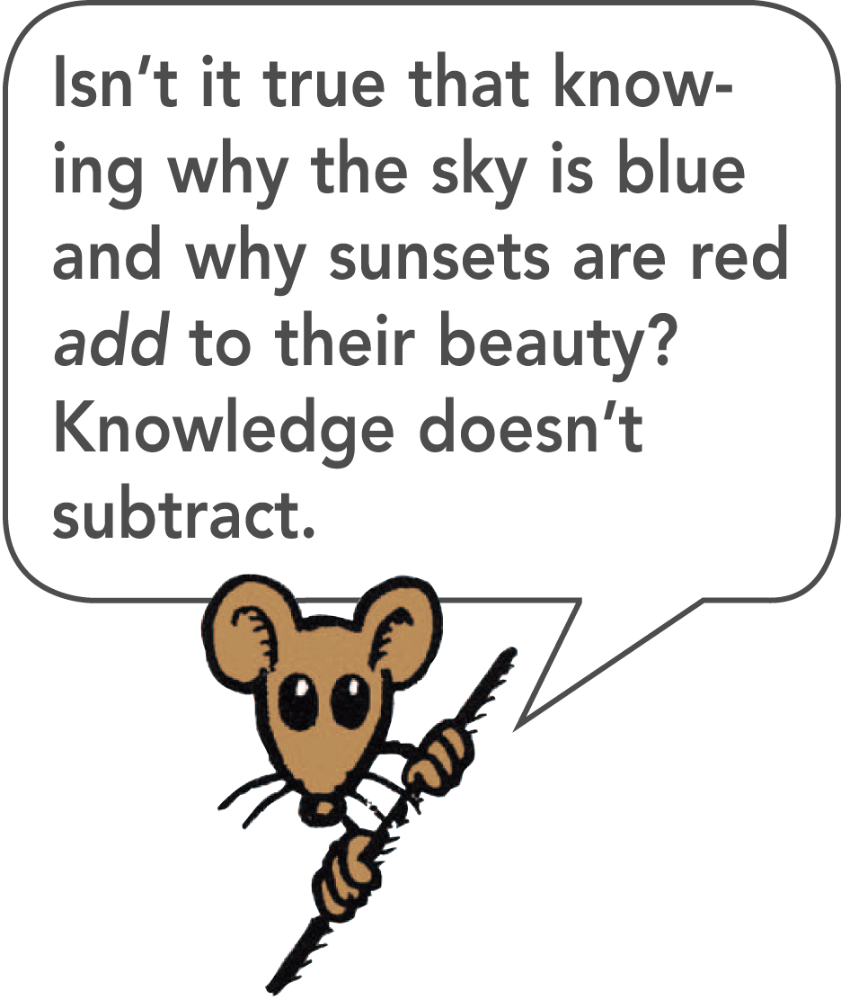 Isn’t it true that know-
ing why the sky is blue
and why sunsets are red
add to their beauty?
Knowledge doesn’t
subtract.